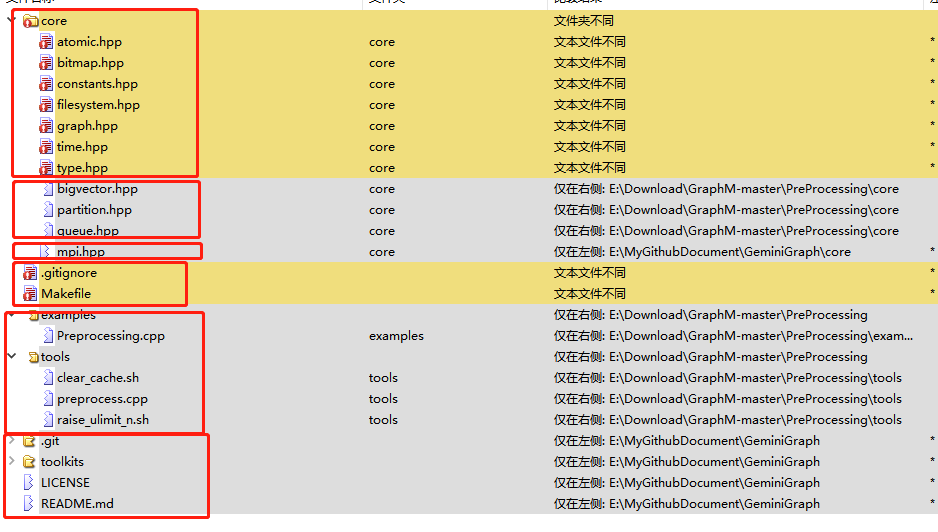 core 文件夹不同
atomic.hpp core 文本文件不同 *
bitmap.hpp core 文本文件不同 *
constants.hpp core 文本文件不同 *
filesystem.hpp core 文本文件不同 *
graph.hpp core 文本文件不同 *
time.hpp core 文本文件不同 *
type.hpp core 文本文件不同 *
bigvector.hpp core 仅在右侧: E:\Download\GraphM-master\PreProcessing\core
partition.hpp core 仅在右侧: E:\Download\GraphM-master\PreProcessing\core
queue.hpp core 仅在右侧: E:\Download\GraphM-master\PreProcessing\core
mpi.hpp core 仅在左侧: E:\MyGithubDocument\GeminiGraph\core *
.gitignore 文本文件不同 *
Makefile 文本文件不同 *
examples 仅在右侧: E:\Download\GraphM-master\PreProcessing
Preprocessing.cpp examples 仅在右侧: E:\Download\GraphM-master\PreProcessing\exam...
tools 仅在右侧: E:\Download\GraphM-master\PreProcessing
clear_cache.sh tools 仅在右侧: E:\Download\GraphM-master\PreProcessing\tools
preprocess.cpp tools 仅在右侧: E:\Download\GraphM-master\PreProcessing\tools
raise_ulimit_n.sh tools 仅在右侧: E:\Download\GraphM-master\PreProcessing\tools
.git 仅在左侧: E:\MyGithubDocument\GeminiGraph *
toolkits 仅在左侧: E:\MyGithubDocument\GeminiGraph *
LICENSE 仅在左侧: E:\MyGithubDocument\GeminiGraph *
README.md 仅在左侧: E:\MyGithubDocument\GeminiGraph *